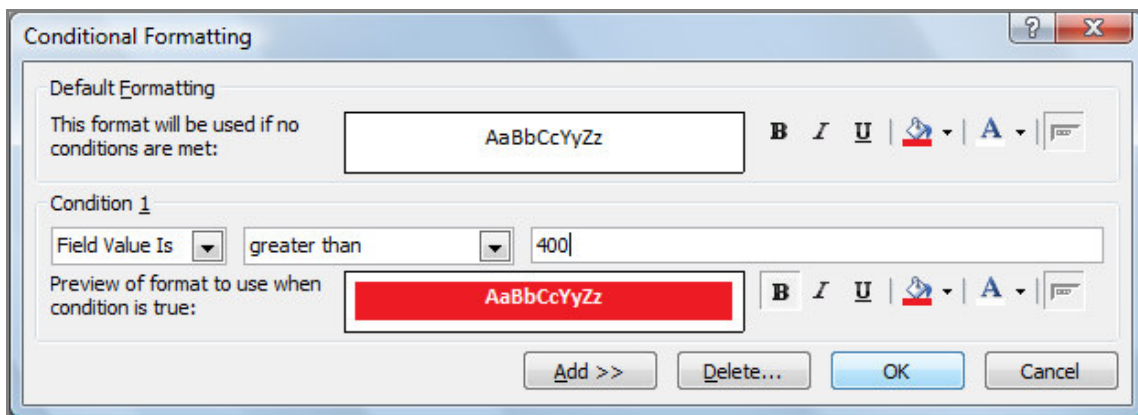 Conditional Formatting
Default Formatting
This format will be used if no
conditions are met:
AaBbCcYyZz
B I U A
Condition 1
Field Value Is greater than 400
Preview of format to use when
condition is true:
AaBbCcYyZz
B I U A
Add >> Delete... OK Cancel